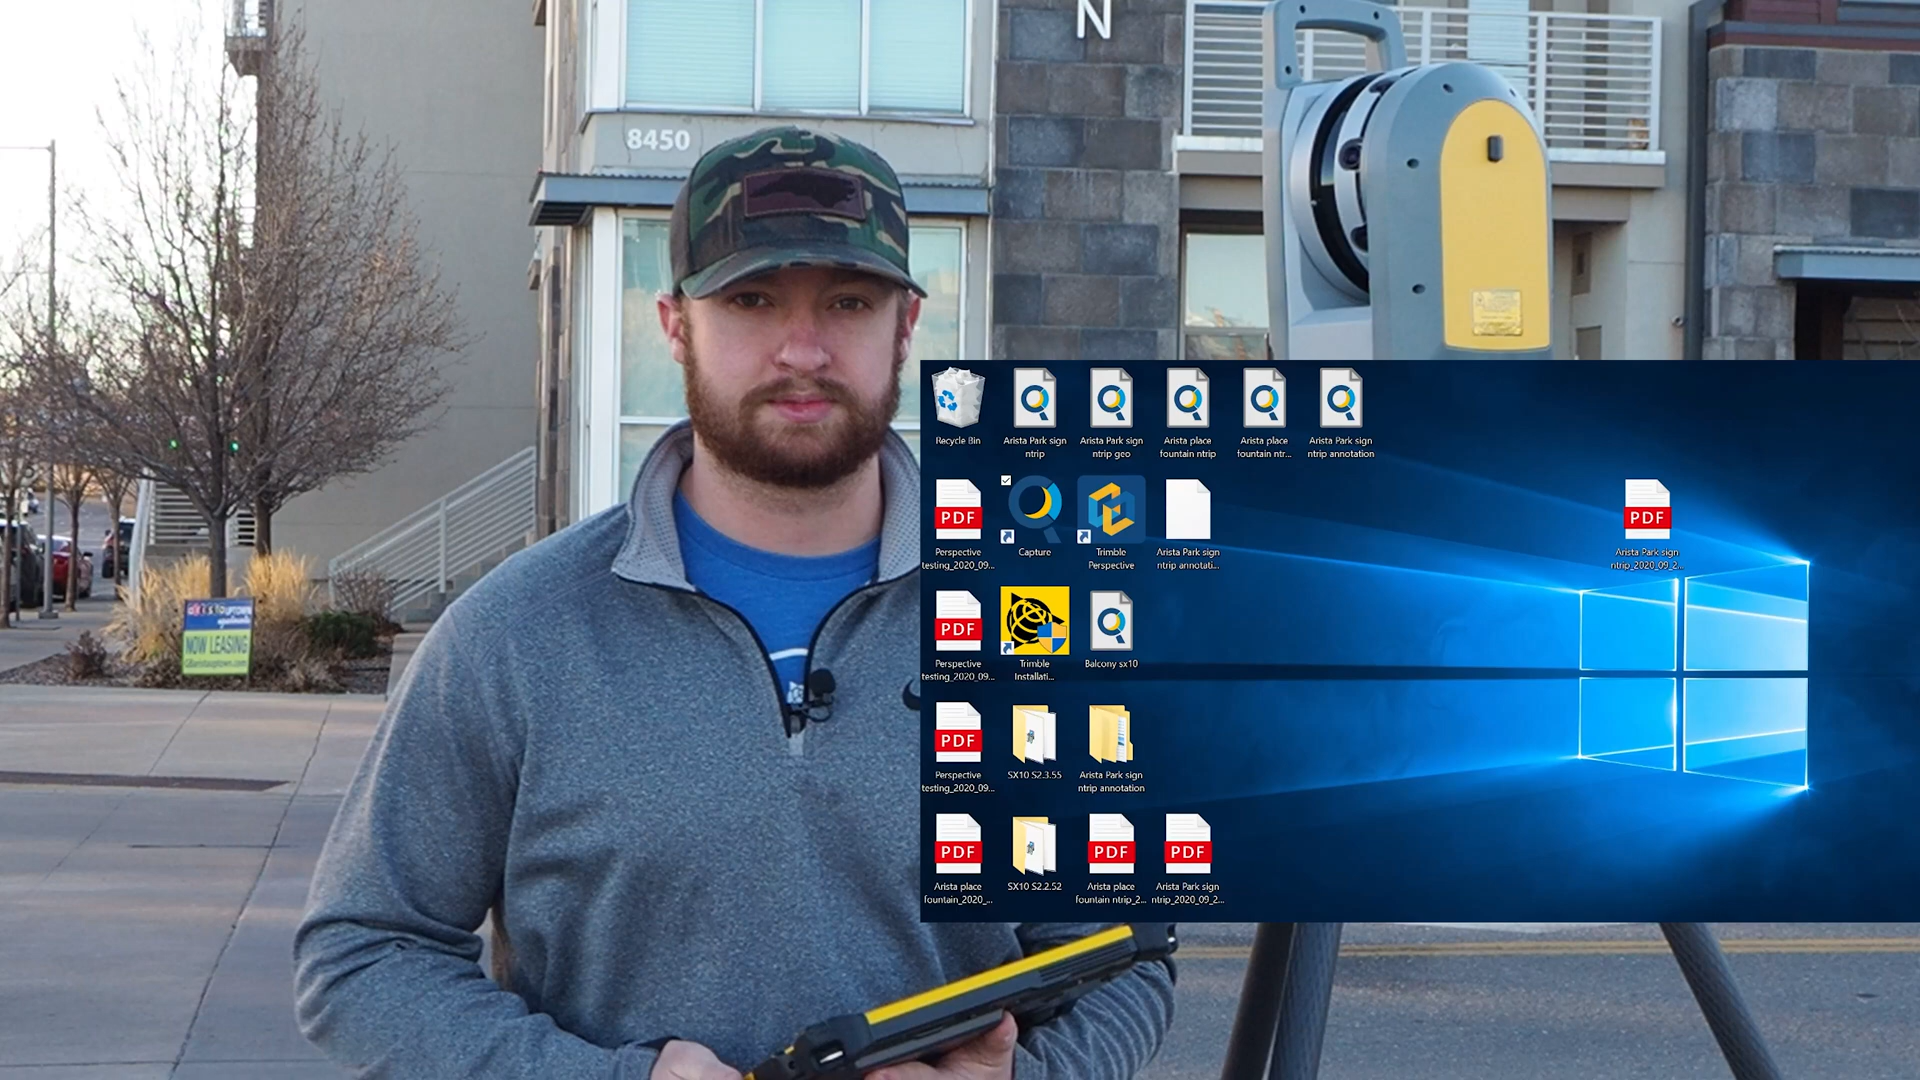 N
8450
UPTOWN
apartments
NOW LEASING
Recycle Bin
Arista Park sign
ntrip
Arista Park sign
ntrip geo
Arista place
fountain ntrip
Arista place
fountain ntr...
Arista Park sign
ntrip annotation
PDF
Perspective
testing_2020_09...
Capture
Trimble
Perspective
Arista Park sign
ntrip annotati...
PDF
Arista Park sign
ntrip_2020_09_2...
PDF
Perspective
testing_2020_09...
Trimble
Installati...
Balcony sx10
PDF
Perspective
testing_2020_09...
SX10 S2.3.55
Arista Park sign
ntrip annotation
PDF
Arista place
fountain_2020_...
SX10 S2.2.52
PDF
Arista place
fountain ntrip_2...
PDF
Arista Park sign
ntrip_2020_09_2...